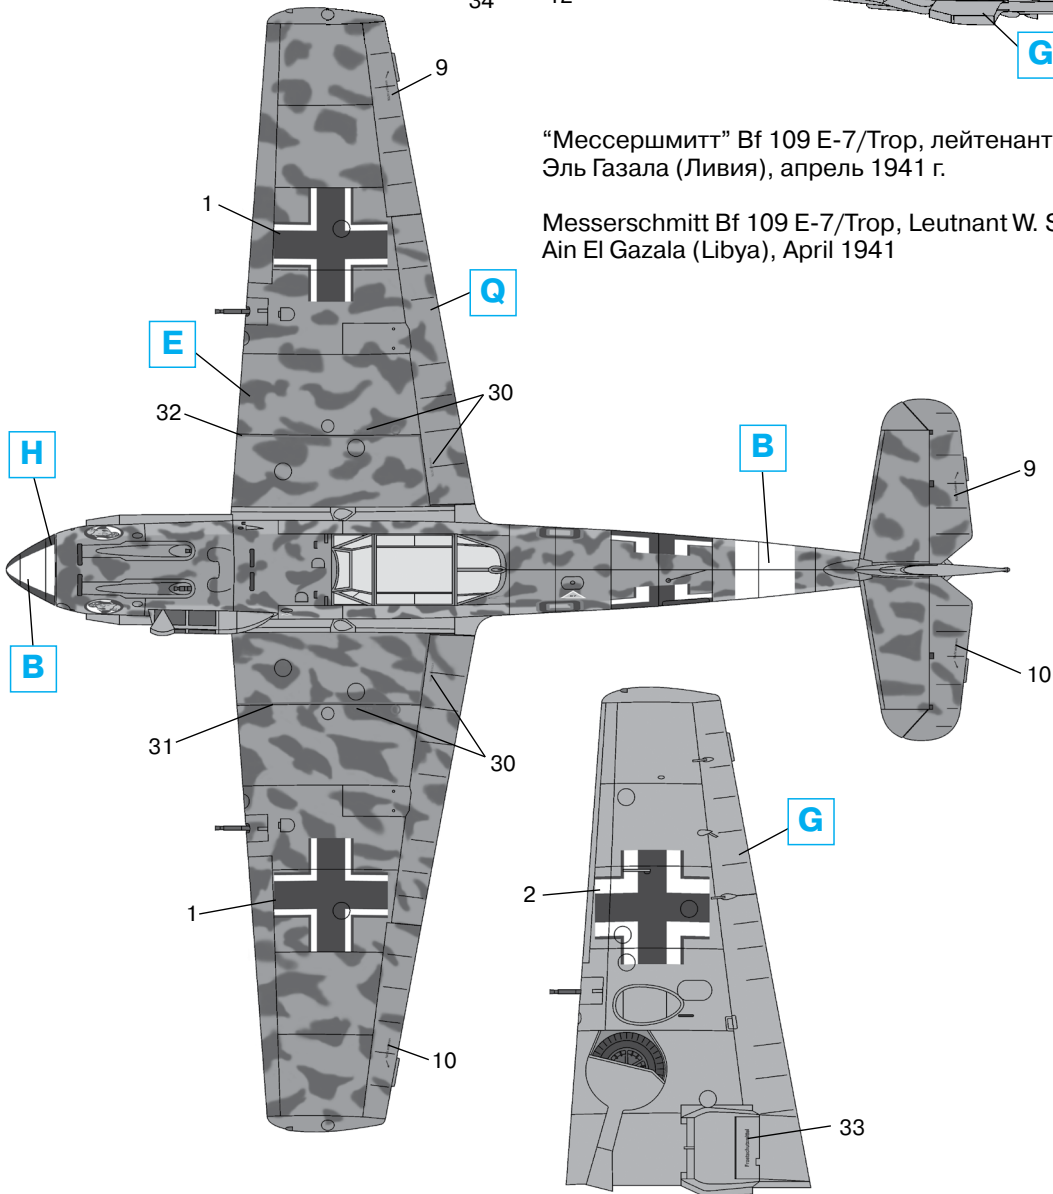 34
12
G
9
"Мессершмитт" Bf 109 E-7/Trop, лейтенант
Эль Газала (Ливия), апрель 1941 г.
1
Messerschmitt Bf 109 E-7/Trop, Leutnant W. S
Ain El Gazala (Libya), April 1941
Q
E
30
32
H
B
9
B
10
31
30
G
2
1
10
33